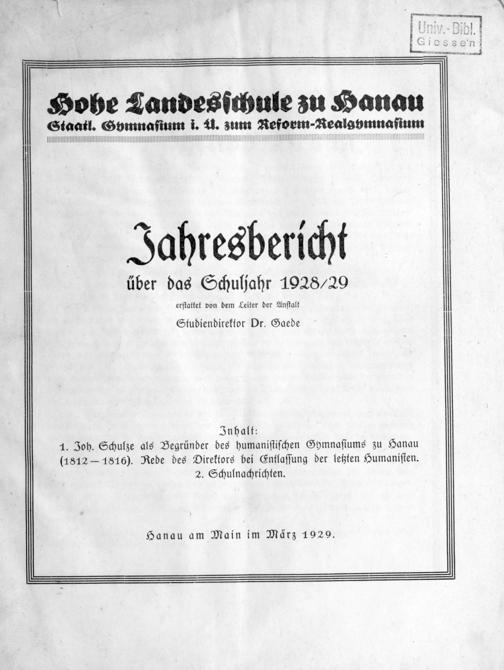 Univ.-Bibl.
Giessen
Hohe Landesschule zu Hanau
Staatl. Gymnasium i. U. zum Reform-Realgymnasium
Jahresbericht
über das Schuljahr 1928/29
erstattet von dem Leiter der Anstalt
Studiendirektor Dr. Gaede
Inhalt:
1. Joh. Schulze als Begründer des humanistischen Gymnasiums zu Hanau
(1812—1816). Rede des Direktors bei Entlassung der letzten Humanisten.
2. Schulnachrichten.
Hanau am Main im März 1929.